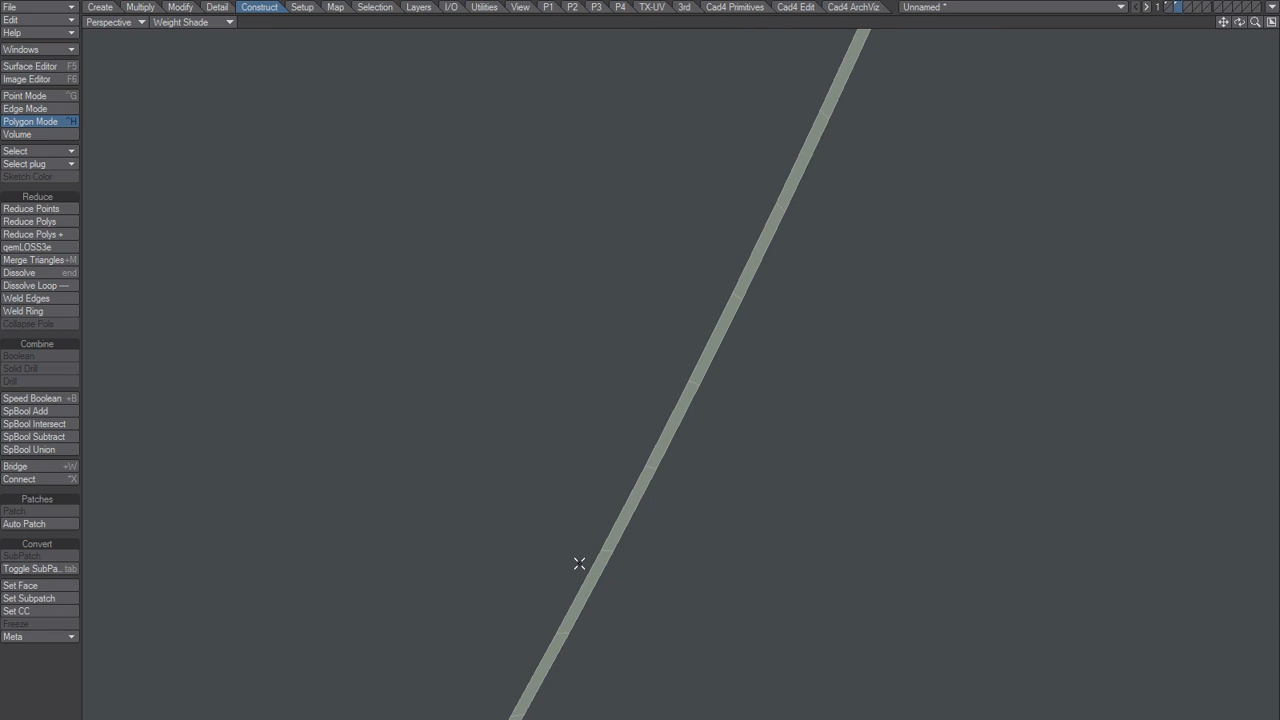 File Create Multiply Modify Detail Construct Setup Map Selection Layers I/O Utilities View P1 P2 P3 P4 TX-UV 3rd Cad4 Primitives Cad4 Edit Cad4 ArchViz Unnamed * 1
Edit Perspective Weight Shade
Help
Windows
Surface Editor F5
Image Editor F6
Point Mode ^G
Edge Mode
Polygon Mode ^H
Volume
Select
Select plug
Sketch Color
Reduce
Reduce Points
Reduce Polys
Reduce Polys +
qemLOSS3e
Merge Triangles+M
Dissolve end
Dissolve Loop ----
Weld Edges
Weld Ring
Collapse Pols
Combine
Boolean
Solid Drill
Drill
Speed Boolean +B
SpBool Add
SpBool Intersect
SpBool Subtract
SpBool Union
Bridge +W
Connect ^X
Patches
Patch
Auto Patch
Convert
SubPatch
Toggle SubPa.. tab
Set Face
Set Subpatch
Set CC
Freeze
Meta